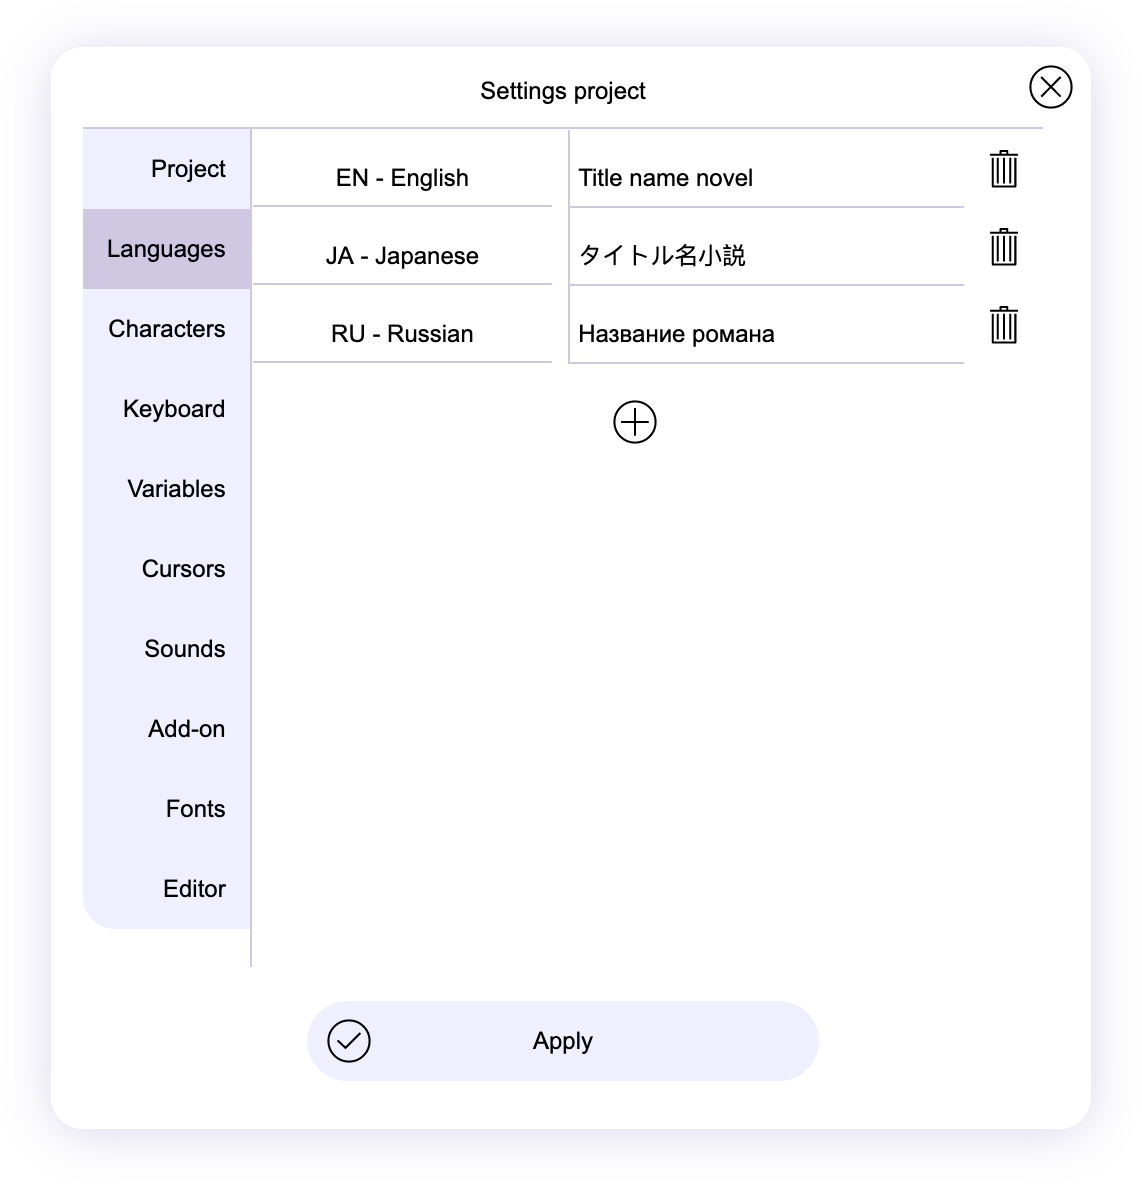 Settings project
Project
Languages
Characters
Keyboard
Variables
Cursors
Sounds
Add-on
Fonts
Editor
EN - English
Title name novel
JA - Japanese
タイトル名小説
RU - Russian
Название романа
Apply